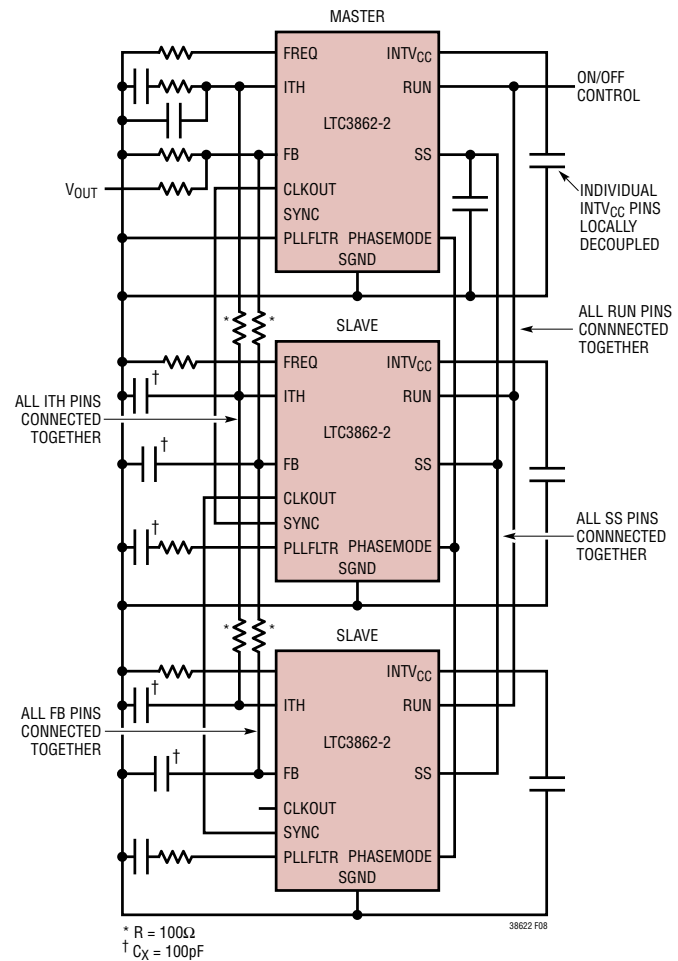 MASTER
FREQ
INTVCC
ITH
RUN
ON/OFF
CONTROL
LTC3862-2
FB
SS
VOUT
CLKOUT
SYNC
PLLFLTR
PHASEMODE
SGND
INDIVIDUAL
INTVCC PINS
LOCALLY
DECOUPLED
ALL RUN PINS
CONNNECTED
TOGETHER
*
*
SLAVE
FREQ
INTVCC
†
ITH
RUN
ALL ITH PINS
CONNECTED
TOGETHER
LTC3862-2
†
FB
SS
CLKOUT
SYNC
†
PLLFLTR
PHASEMODE
SGND
ALL SS PINS
CONNNECTED
TOGETHER
*
*
SLAVE
INTVCC
†
ITH
RUN
ALL FB PINS
CONNECTED
TOGETHER
LTC3862-2
†
FB
SS
CLKOUT
SYNC
PLLFLTR
PHASEMODE
SGND
38622 F08
* R = 100Ω
† CX = 100pF